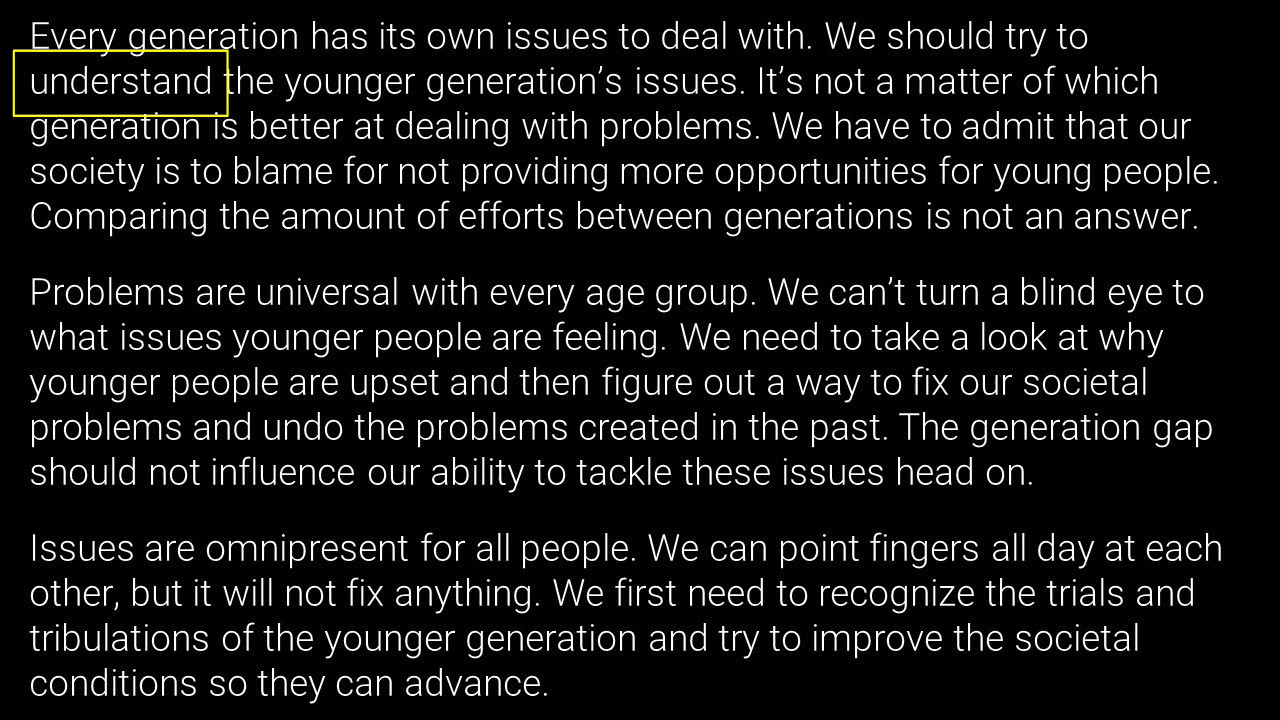 Every generation has its own issues to deal with. We should try to
understand the younger generation’s issues. It’s not a matter of which
generation is better at dealing with problems. We have to admit that our
society is to blame for not providing more opportunities for young people.
Comparing the amount of efforts between generations is not an answer.
Problems are universal with every age group. We can’t turn a blind eye to
what issues younger people are feeling. We need to take a look at why
younger people are upset and then figure out a way to fix our societal
problems and undo the problems created in the past. The generation gap
should not influence our ability to tackle these issues head on.
Issues are omnipresent for all people. We can point fingers all day at each
other, but it will not fix anything. We first need to recognize the trials and
tribulations of the younger generation and try to improve the societal
conditions so they can advance.